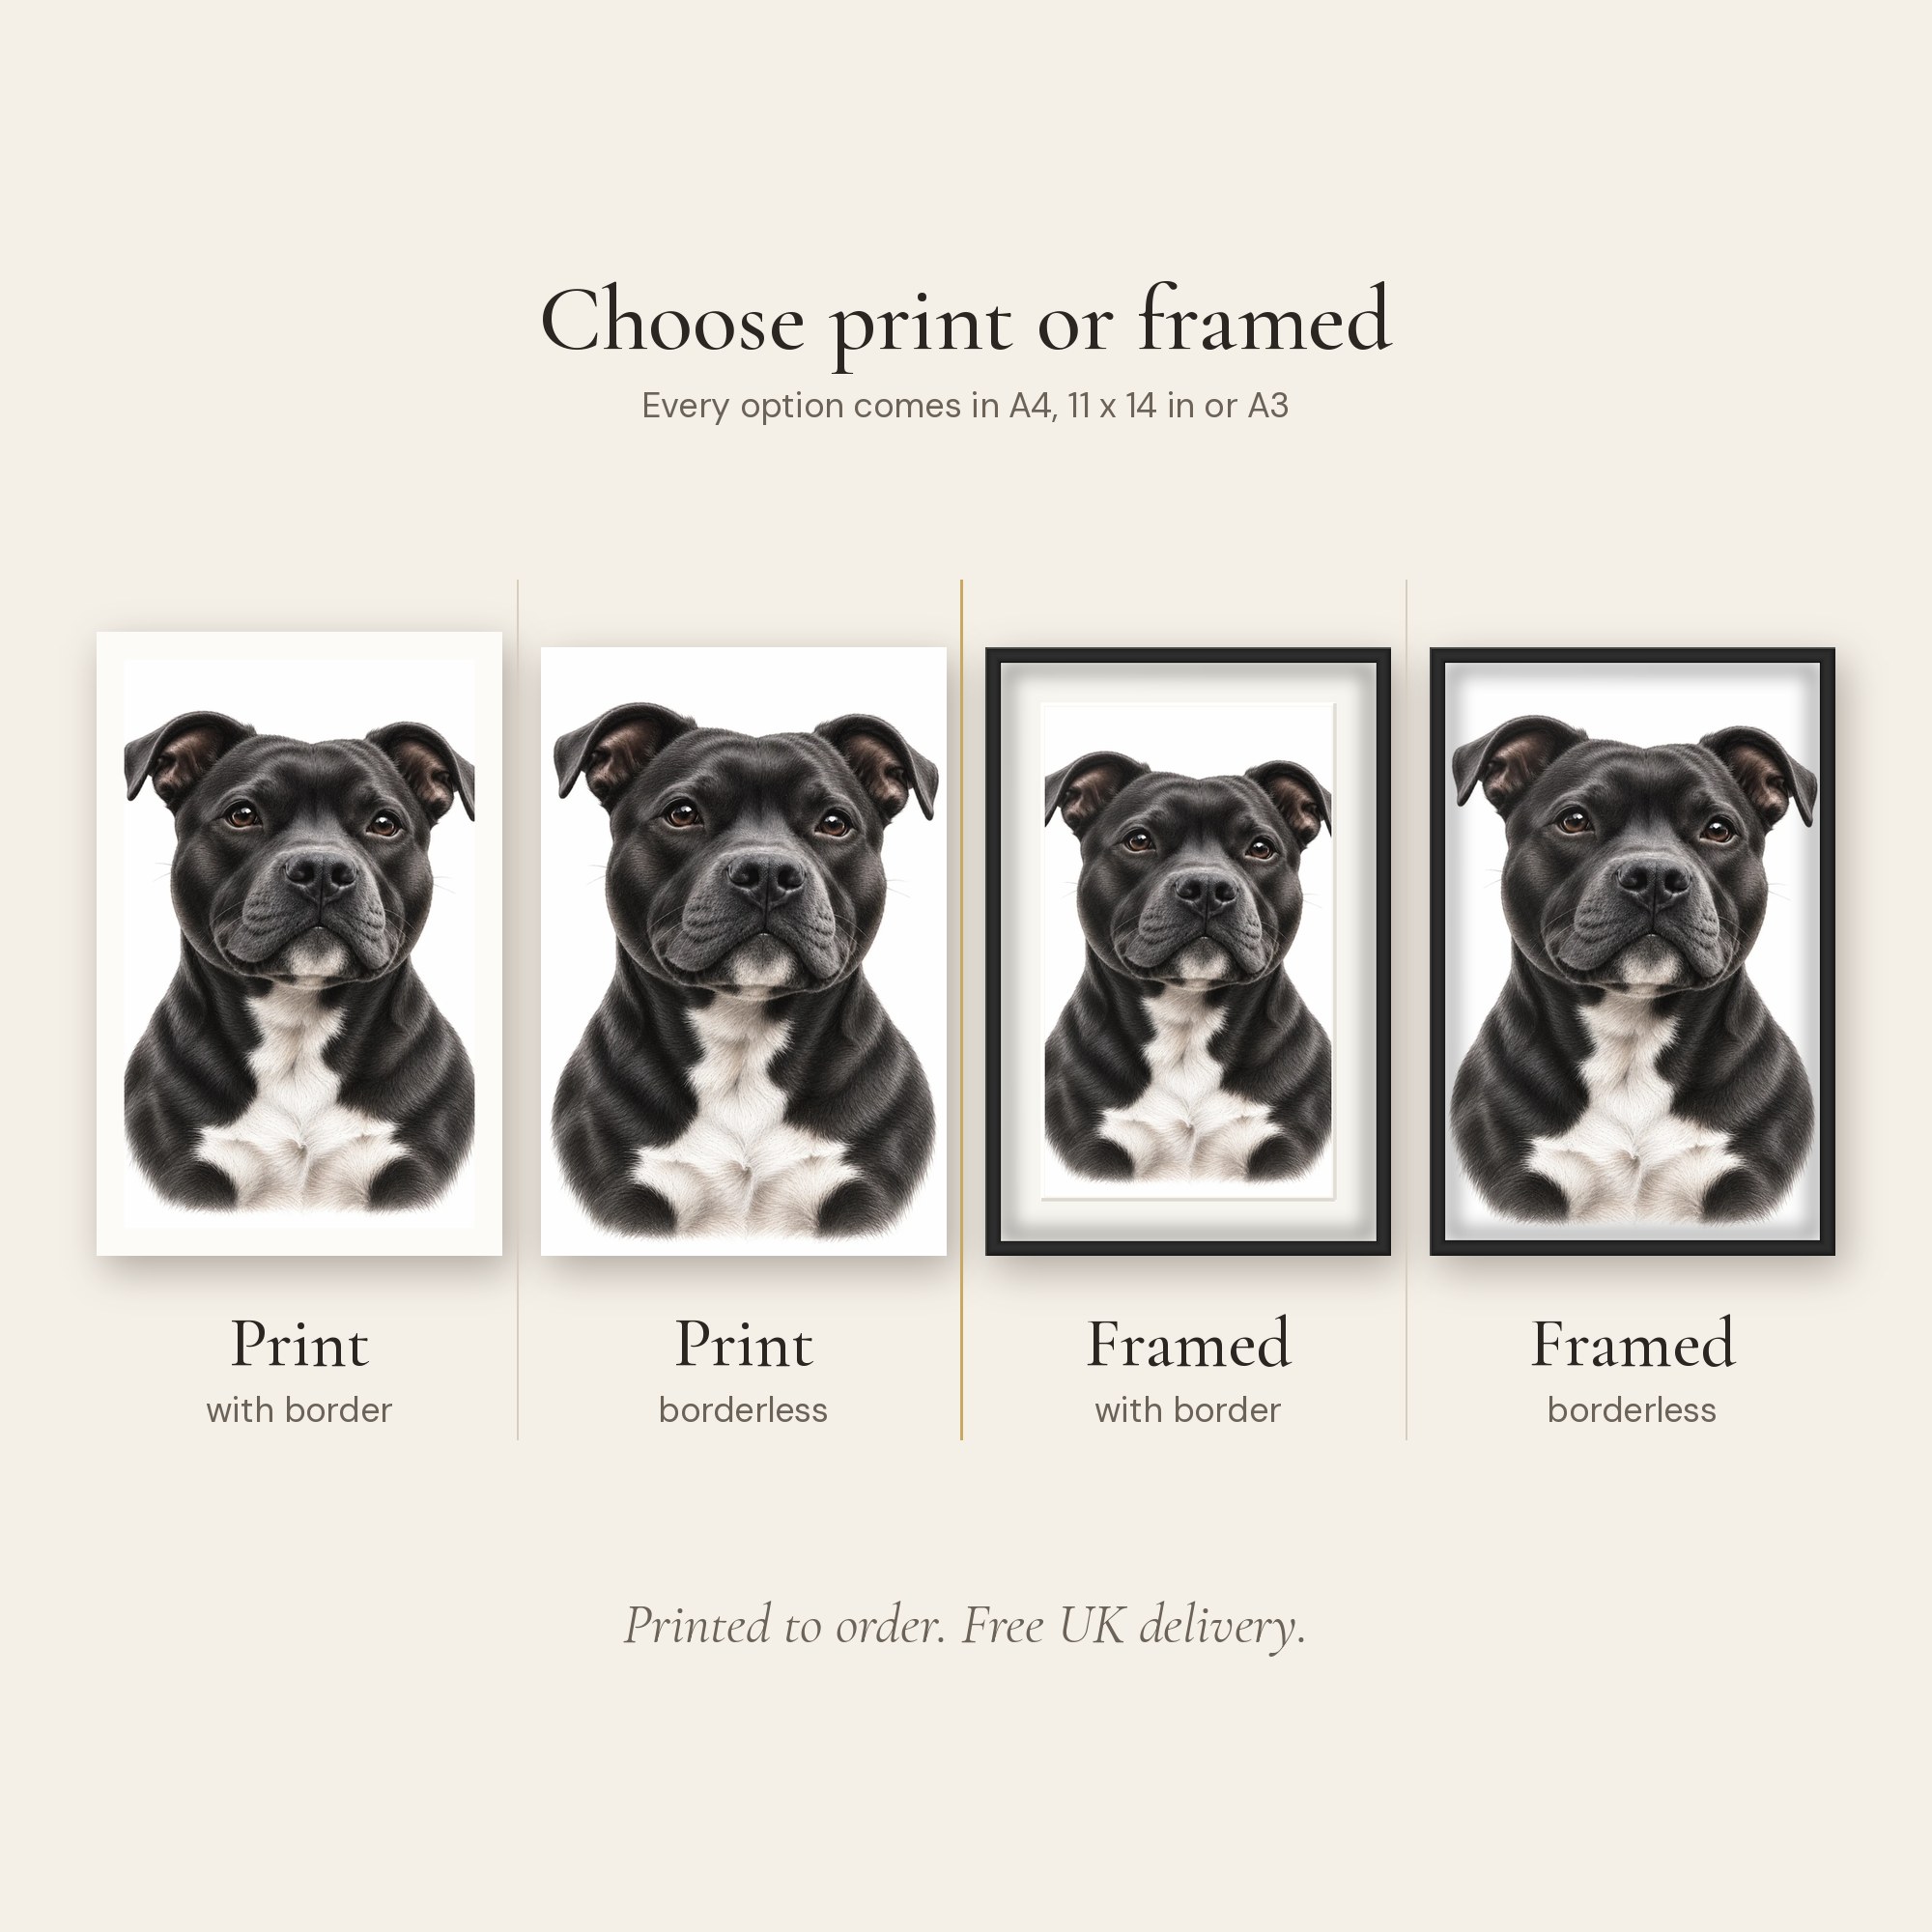 Choose print or framed
Every option comes in A4, 11 x 14 in or A3
Print
with border
Print
borderless
Framed
with border
Framed
borderless
Printed to order. Free UK delivery.